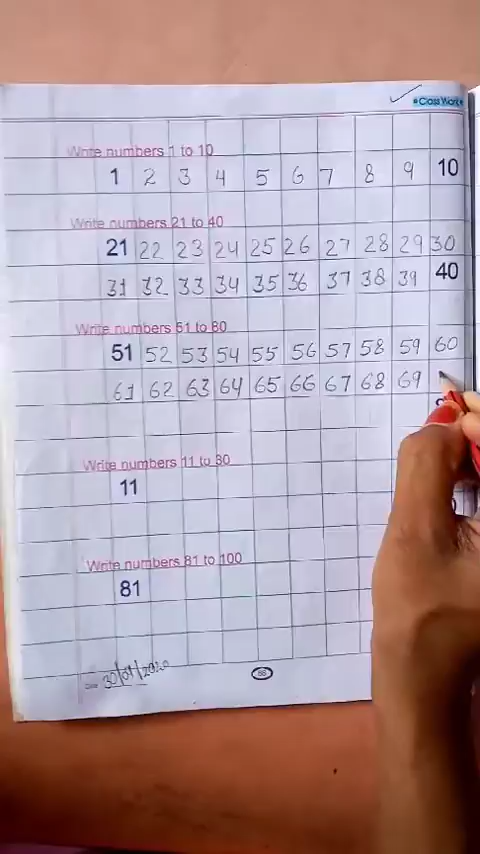 Class Work
Write numbers 1 to 10
1 2 3 4 5 6 7 8 9 10
Write numbers 21 to 40
21 22 23 24 25 26 27 28 29 30
31 32 33 34 35 36 37 38 39 40
Write numbers 51 to 80
51 52 53 54 55 56 57 58 59 60
61 62 63 64 65 66 67 68 69
Write numbers 11 to 30
11
Write numbers 81 to 100
81
30/01/2020